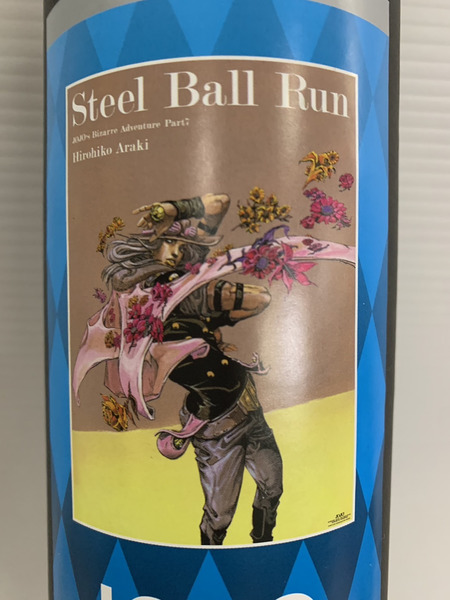 Steel Ball Run
JOJO's Bizarre Adventure Part7
Hirohiko Araki